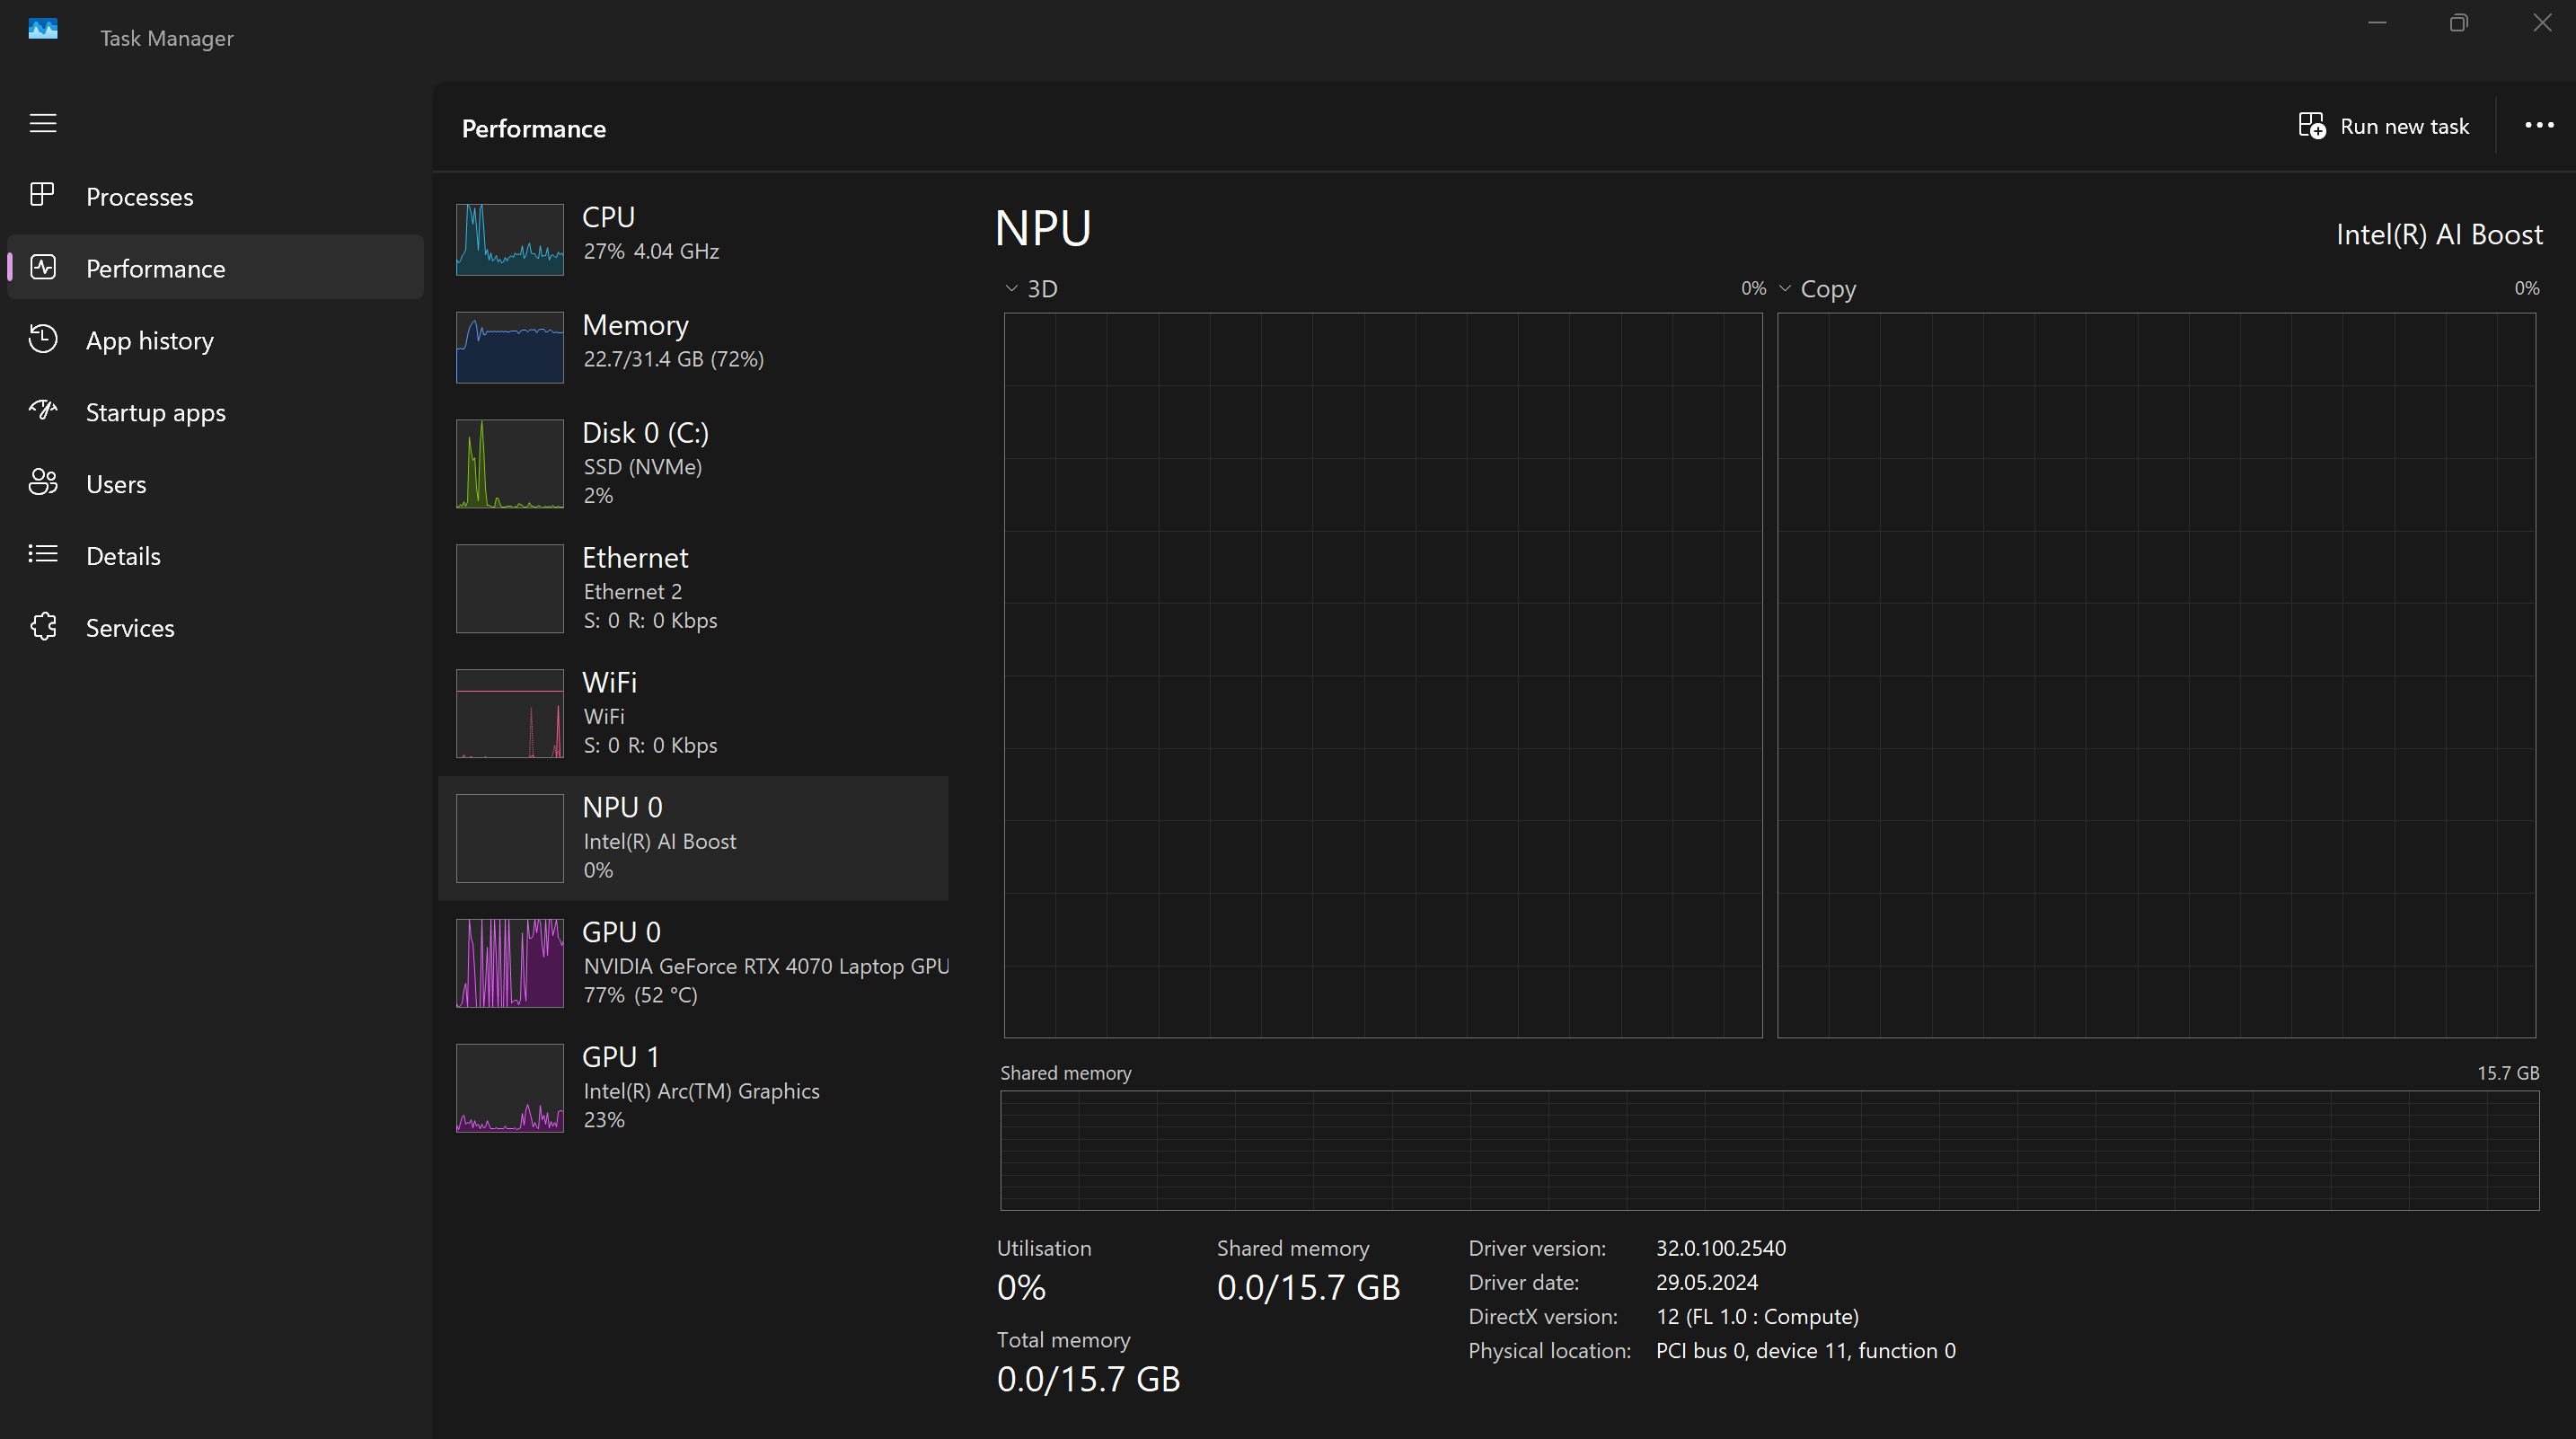 Task Manager
Performance
Run new task
Processes
Performance
App history
Startup apps
Users
Details
Services
CPU
27% 4.04 GHz
Memory
22.7/31.4 GB (72%)
Disk 0 (C:)
SSD (NVMe)
2%
Ethernet
Ethernet 2
S: 0 R: 0 Kbps
WiFi
WiFi
S: 0 R: 0 Kbps
NPU 0
Intel(R) AI Boost
0%
GPU 0
NVIDIA GeForce RTX 4070 Laptop GPU
77% (52 °C)
GPU 1
Intel(R) Arc(TM) Graphics
23%
NPU
Intel(R) AI Boost
3D 0%
Copy 0%
Shared memory 15.7 GB
Utilisation
0%
Shared memory
0.0/15.7 GB
Total memory
0.0/15.7 GB
Driver version: 32.0.100.2540
Driver date: 29.05.2024
DirectX version: 12 (FL 1.0 : Compute)
Physical location: PCI bus 0, device 11, function 0